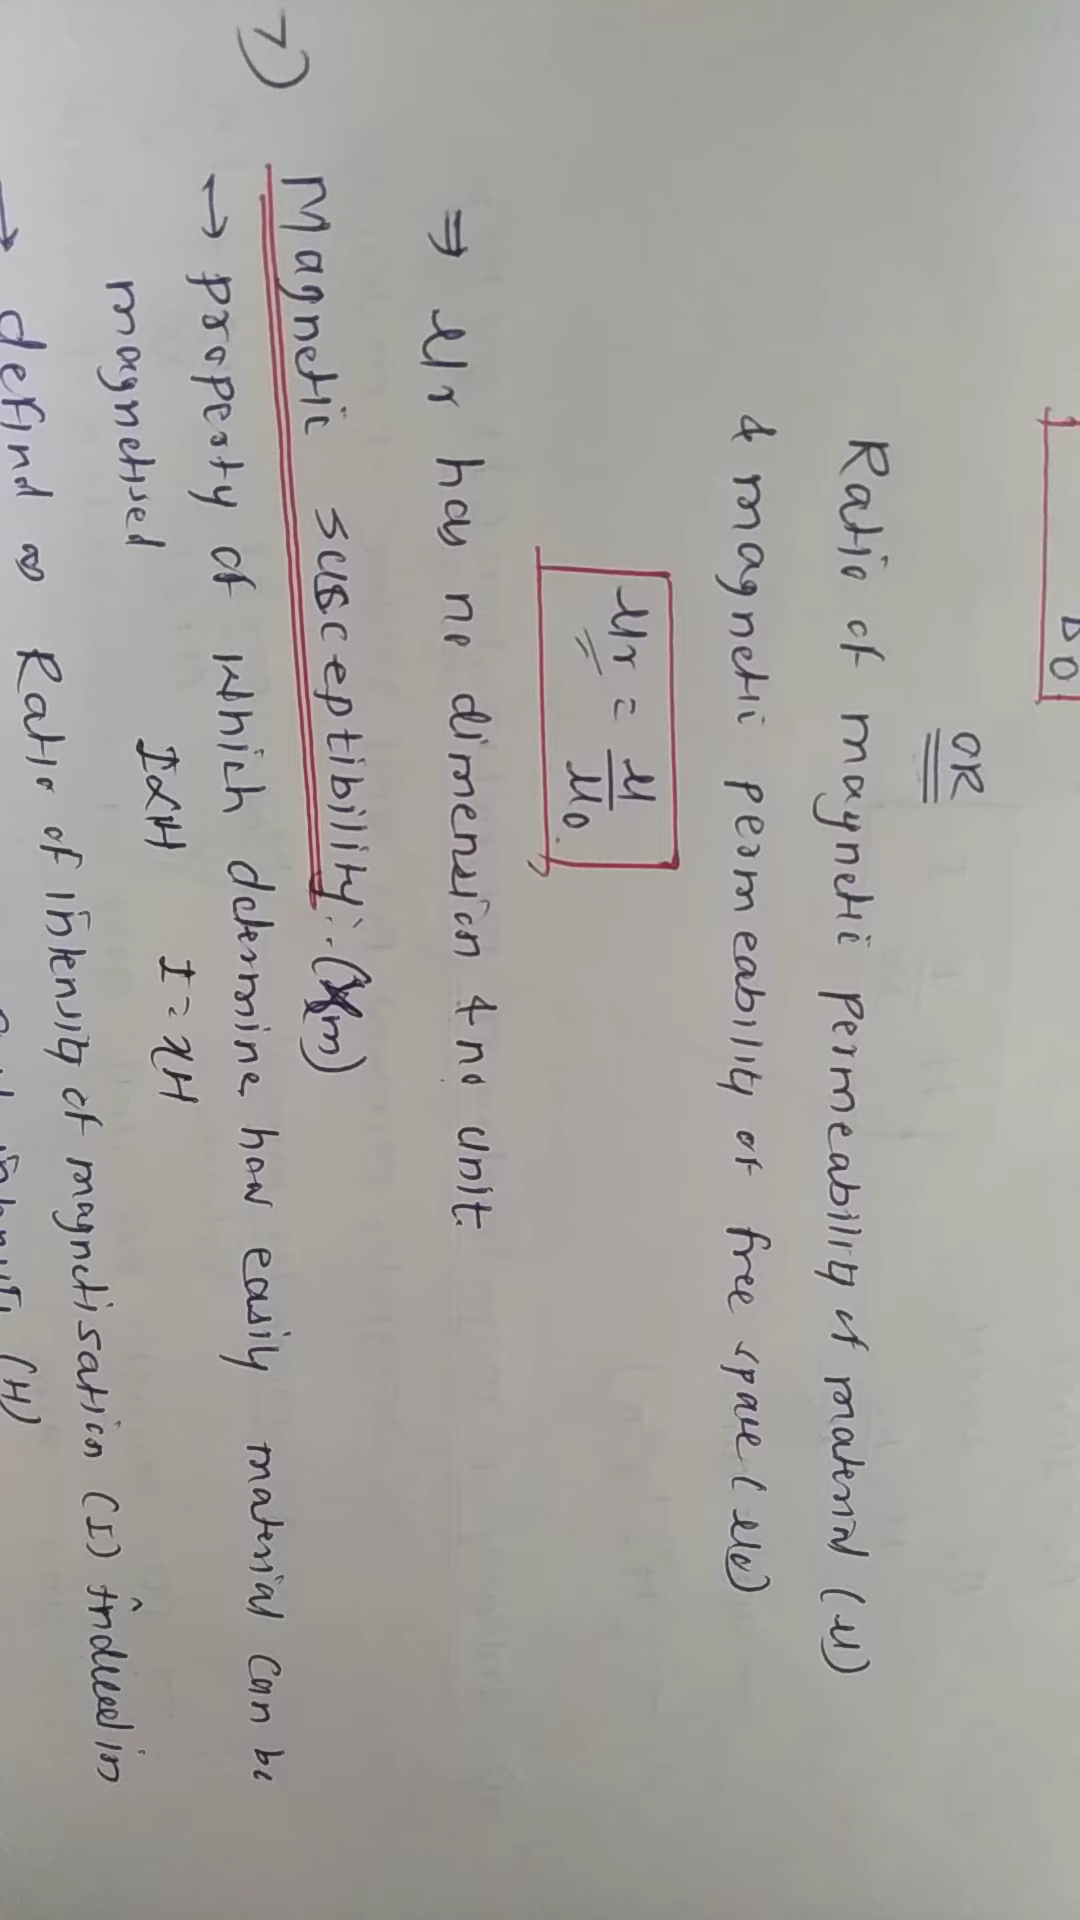 B0
OR
Ratio of magnetic permeability of material (μ)
& magnetic permeability of free space (μ0)
μr = μ/μ0
⇒ μr has no dimension & no unit.
7) Magnetic susceptibility:- (χm)
→ property of which determine how easily material can be
magnetised I∝H I = χH
→ defind as Ratio of intensity of magnetisation (I) induced in
(H)